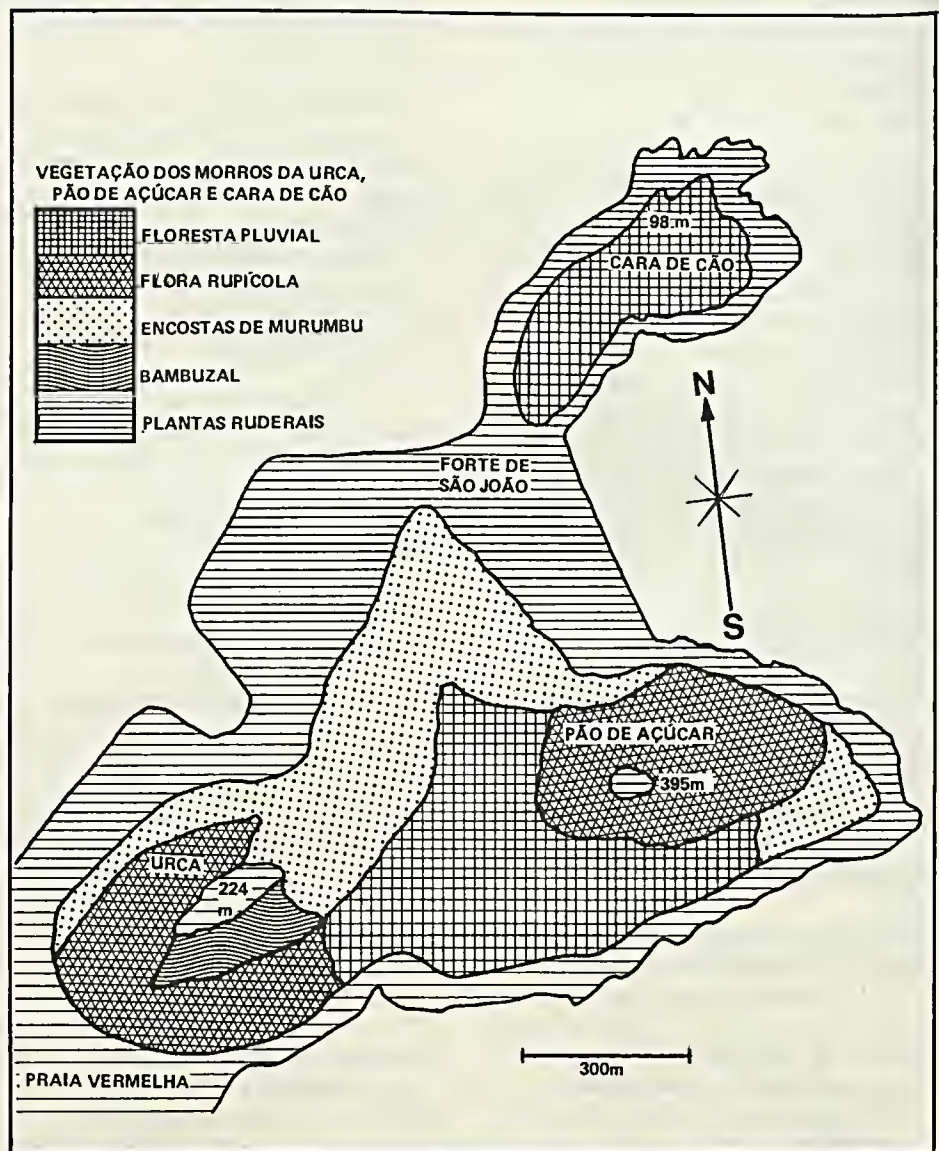 VEGETAÇÃO DOS MORROS DA URCA,
PÃO DE AÇÚCAR E CARA DE CÃO
FLORESTA PLUVIAL
FLORA RUPÍCOLA
ENCOSTAS DE MURUMBU
BAMBUZAL
PLANTAS RUDERAIS
98 m
CARA DE CÃO
N
S
FORTE DE
SÃO JOÃO
PÃO DE AÇÚCAR
395m
URCA
224
m
PRAIA VERMELHA
300m